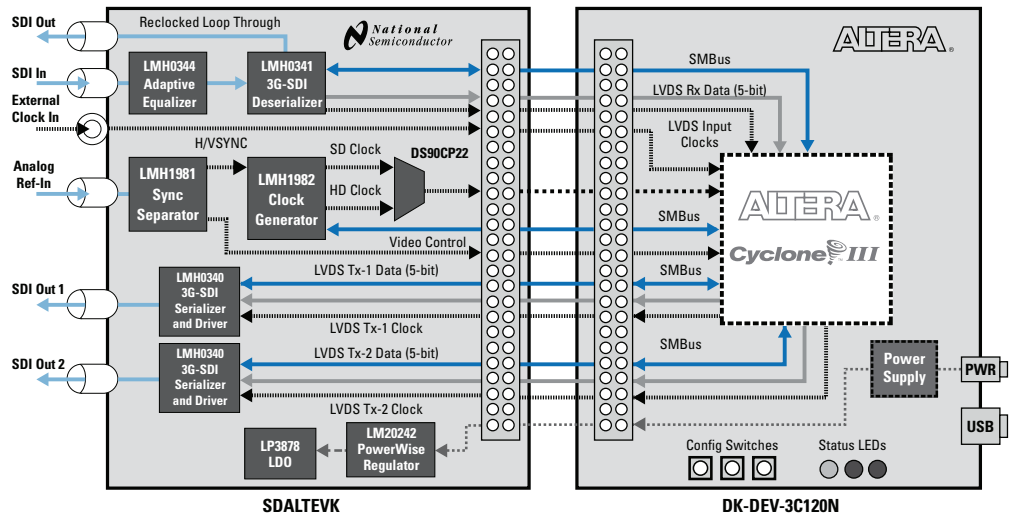 SDI Out
Reclocked Loop Through
National
Semiconductor
ALTERA®
SDI In
LMH0344
Adaptive
Equalizer
LMH0341
3G-SDI
Deserializer
SMBus
LVDS Rx Data (5-bit)
External
Clock In
LVDS Input
Clocks
H/VSYNC
SD Clock
DS90CP22
Analog
Ref-In
LMH1981
Sync
Separator
LMH1982
Clock
Generator
HD Clock
ALTERA®
Cyclone III
SMBus
Video Control
SDI Out 1
LMH0340
3G-SDI
Serializer
and Driver
LVDS Tx-1 Data (5-bit)
SMBus
LVDS Tx-1 Clock
SDI Out 2
LMH0340
3G-SDI
Serializer
and Driver
LVDS Tx-2 Data (5-bit)
SMBus
LVDS Tx-2 Clock
Power
Supply
PWR
USB
LP3878
LDO
LM20242
PowerWise
Regulator
Config Switches
Status LEDs
SDALTEVK
DK-DEV-3C120N